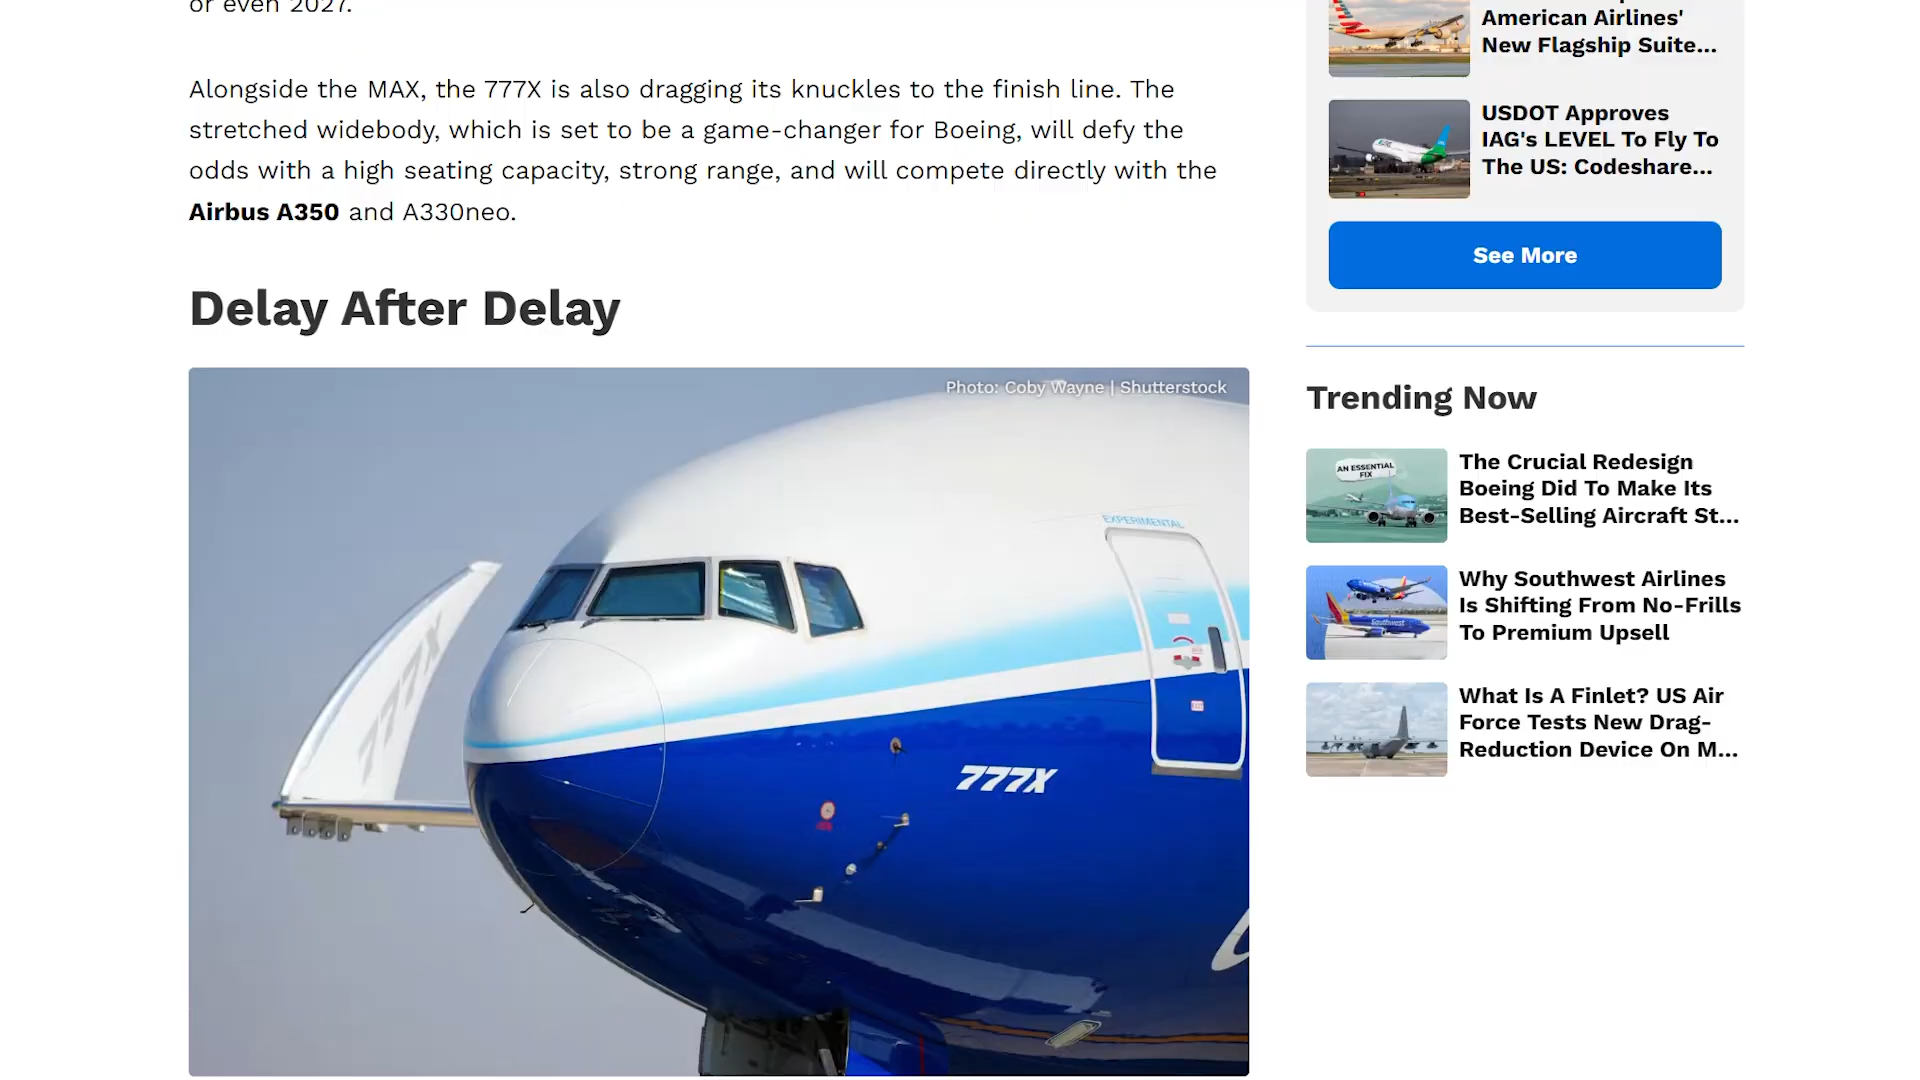 or even 2027.
Alongside the MAX, the 777X is also dragging its knuckles to the finish line. The
stretched widebody, which is set to be a game-changer for Boeing, will defy the
odds with a high seating capacity, strong range, and will compete directly with the
Airbus A350 and A330neo.
Delay After Delay
Photo: Coby Wayne | Shutterstock
EXPERIMENTAL
777X
777X
American Airlines'
New Flagship Suite...
USDOT Approves
IAG's LEVEL To Fly To
The US: Codeshare...
See More
Trending Now
AN ESSENTIAL
FIX
The Crucial Redesign
Boeing Did To Make Its
Best-Selling Aircraft St...
Southwest
Why Southwest Airlines
Is Shifting From No-Frills
To Premium Upsell
What Is A Finlet? US Air
Force Tests New Drag-
Reduction Device On M...